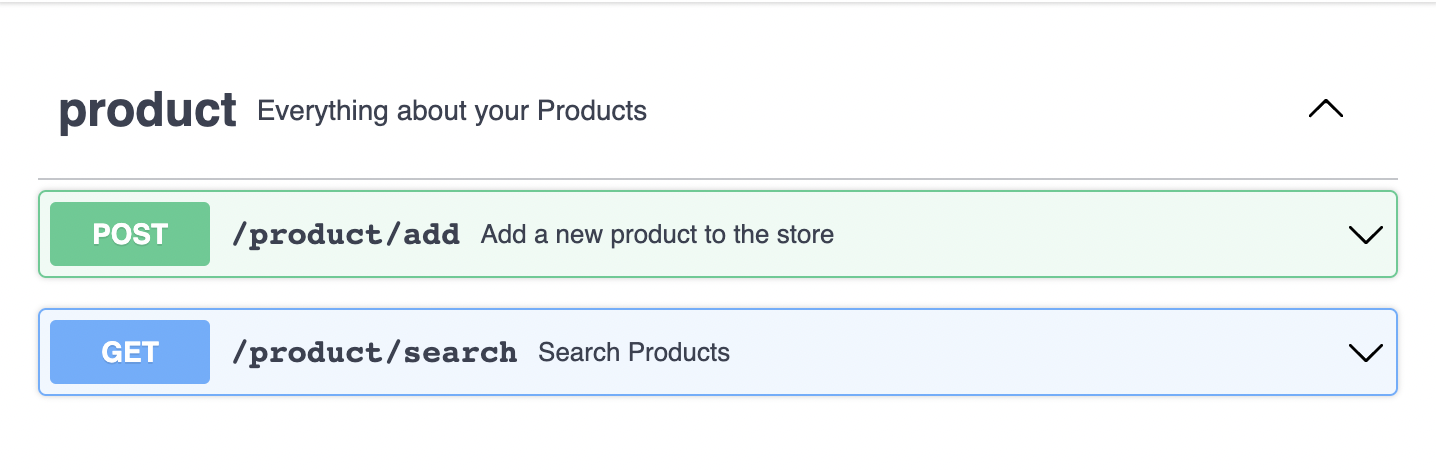 product Everything about your Products
POST /product/add Add a new product to the store
GET /product/search Search Products